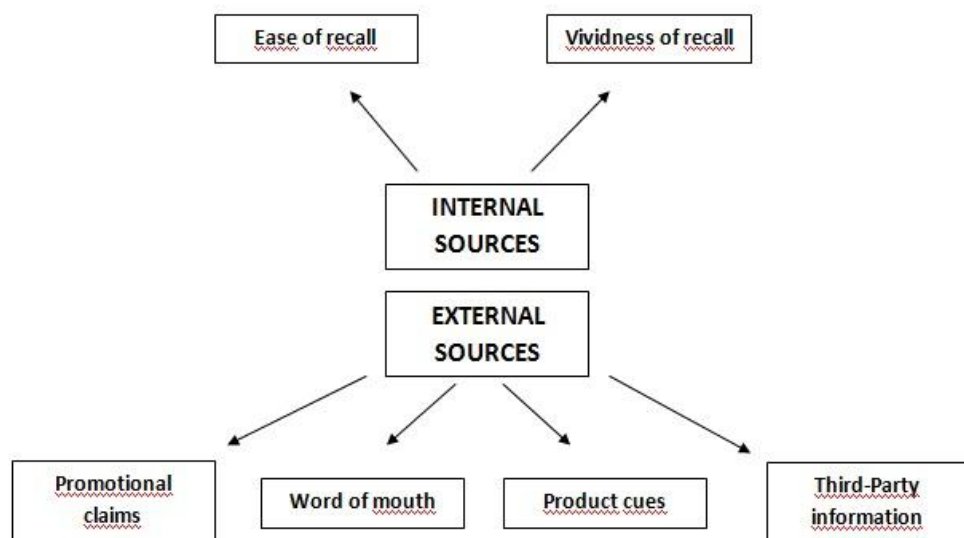 Ease of recall
Vividness of recall
INTERNAL
SOURCES
EXTERNAL
SOURCES
Promotional
claims
Word of mouth
Product cues
Third-Party
information